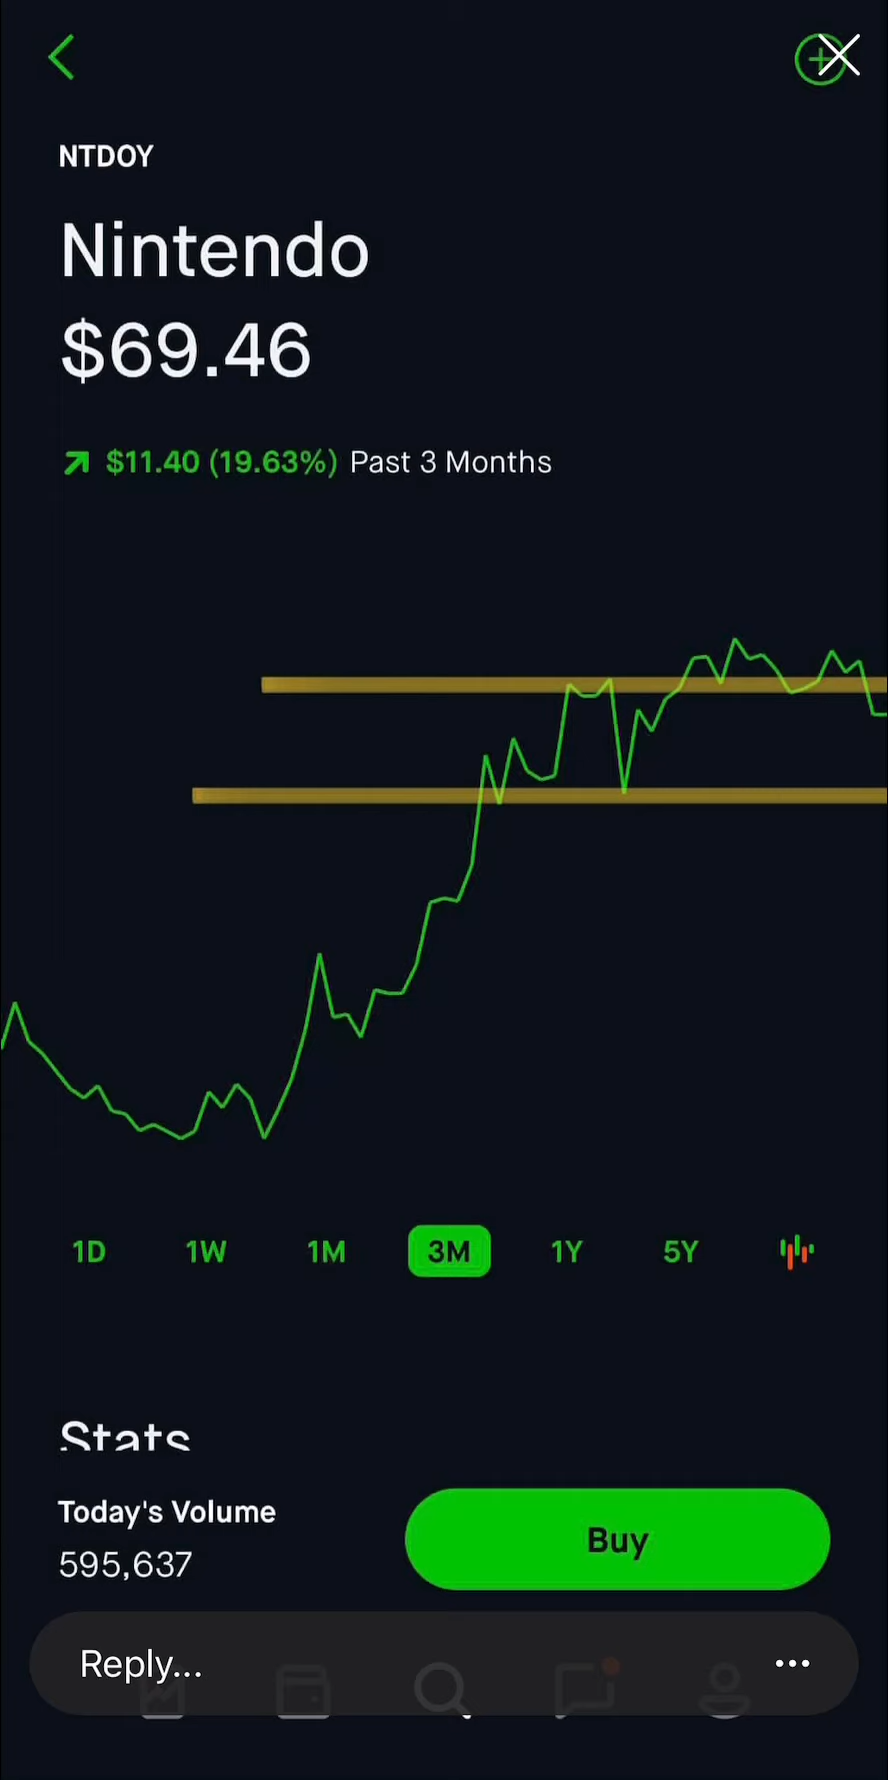 NTDOY
Nintendo
$69.46
$11.40 (19.63%) Past 3 Months
1D 1W 1M 3M 1Y 5Y
Stats
Today's Volume
595,637
Buy
Reply...